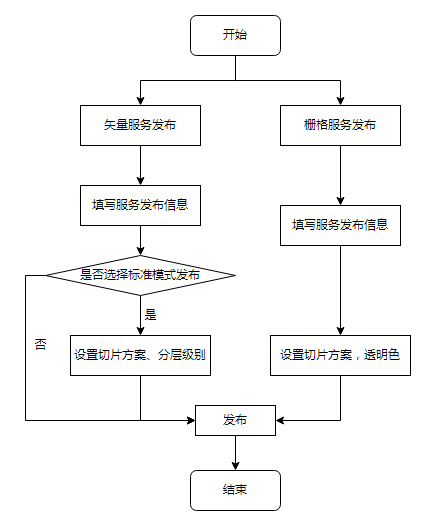 开始
矢量服务发布
栅格服务发布
填写服务发布信息
填写服务发布信息
是否选择标准模式发布
是
否
设置切片方案、分层级别
设置切片方案，透明色
发布
结束